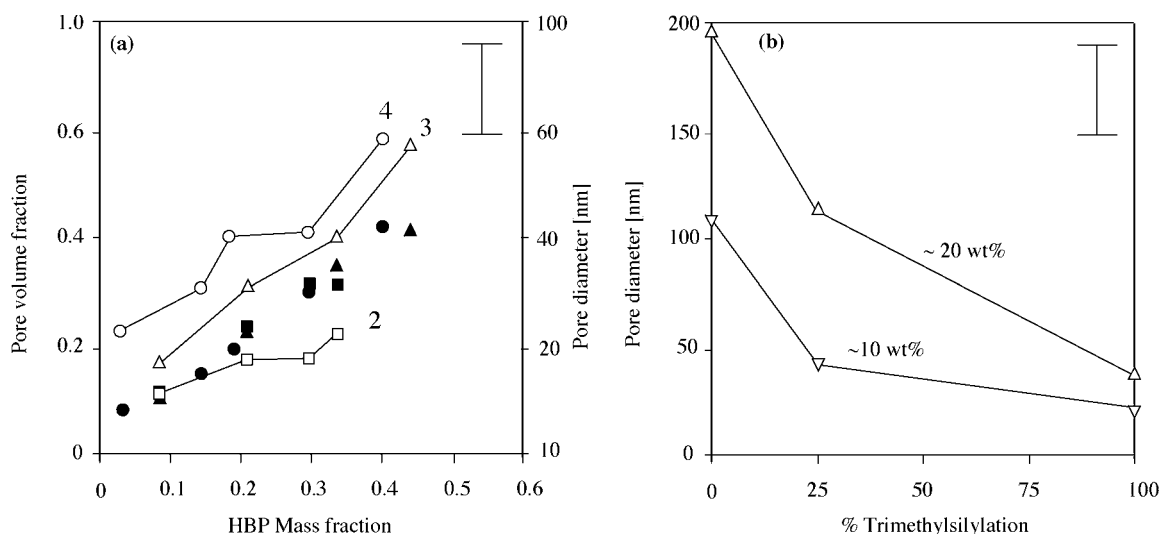 (a)
1.0
0.6
0.4
0.2
0
Pore volume fraction
100
60
40
20
10
Pore diameter [nm]
4
3
2
0 0.1 0.2 0.3 0.4 0.5 0.6
HBP Mass fraction
(b)
200
150
100
50
0
Pore diameter [nm]
~ 20 wt%
~10 wt%
0 25 50 75 100
% Trimethylsilylation